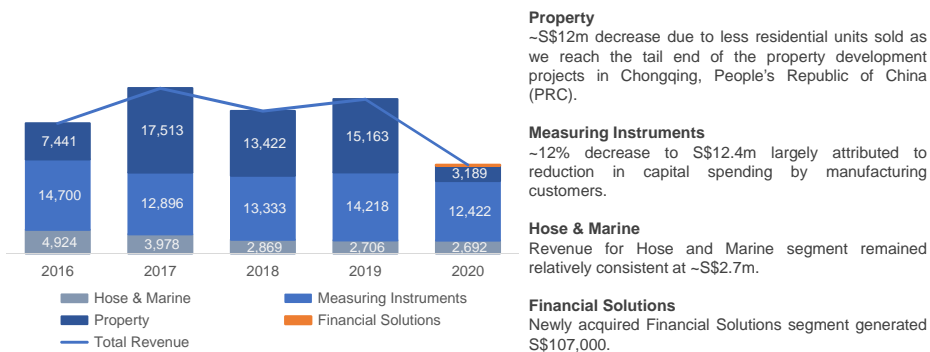 7,441
17,513
13,422
15,163
3,189
14,700
12,896
13,333
14,218
12,422
4,924
3,978
2,869
2,706
2,692
2016
2017
2018
2019
2020
Hose & Marine
Measuring Instruments
Property
Financial Solutions
Total Revenue
Property
~S$12m decrease due to less residential units sold as
we reach the tail end of the property development
projects in Chongqing, People's Republic of China
(PRC).
Measuring Instruments
~12% decrease to S$12.4m largely attributed to
reduction in capital spending by manufacturing
customers.
Hose & Marine
Revenue for Hose and Marine segment remained
relatively consistent at ~S$2.7m.
Financial Solutions
Newly acquired Financial Solutions segment generated
S$107,000.